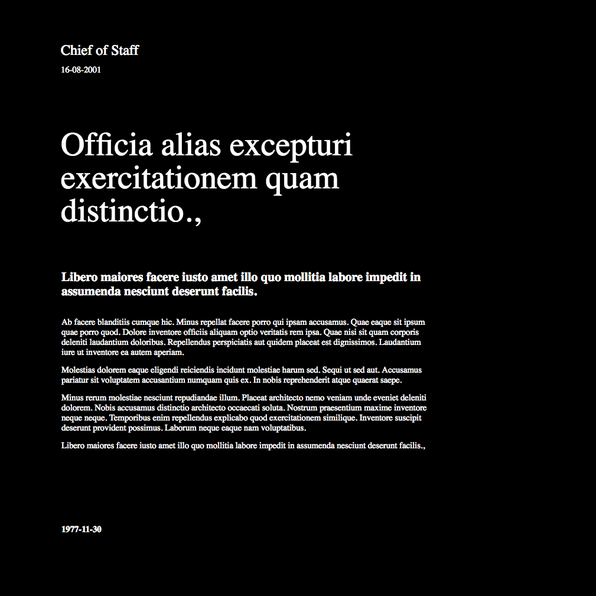 Chief of Staff
16-08-2001
Officia alias excepturi
exercitationem quam
distinctio.,
Libero maiores facere iusto amet illo quo mollitia labore impedit in
assumenda nesciunt deserunt facilis.
Ab facere blanditiis cumque hic. Minus repellat facere porro qui ipsam accusamus. Quae eaque sit ipsum
quae porro quod. Dolore inventore officiis aliquam optio veritatis rem ipsa. Quae nisi sit quam corporis
deleniti laudantium doloribus. Repellendus perspiciatis aut quidem placeat est dignissimos. Laudantium
iure ut inventore ea autem aperiam.
Molestias dolorem eaque eligendi reiciendis incidunt molestiae harum sed. Sequi ut sed aut. Accusamus
pariatur sit voluptatem accusantium numquam quis ex. In nobis reprehenderit atque quaerat saepe.
Minus rerum molestiae nesciunt repudiandae illum. Placeat architecto nemo veniam unde eveniet deleniti
dolorem. Nobis accusamus distinctio architecto occaecati soluta. Nostrum praesentium maxime inventore
neque neque. Temporibus enim repellendus explicabo quod exercitationem similique. Inventore suscipit
deserunt provident possimus. Laborum neque eaque nam voluptatibus.
Libero maiores facere iusto amet illo quo mollitia labore impedit in assumenda nesciunt deserunt facilis.,
1977-11-30